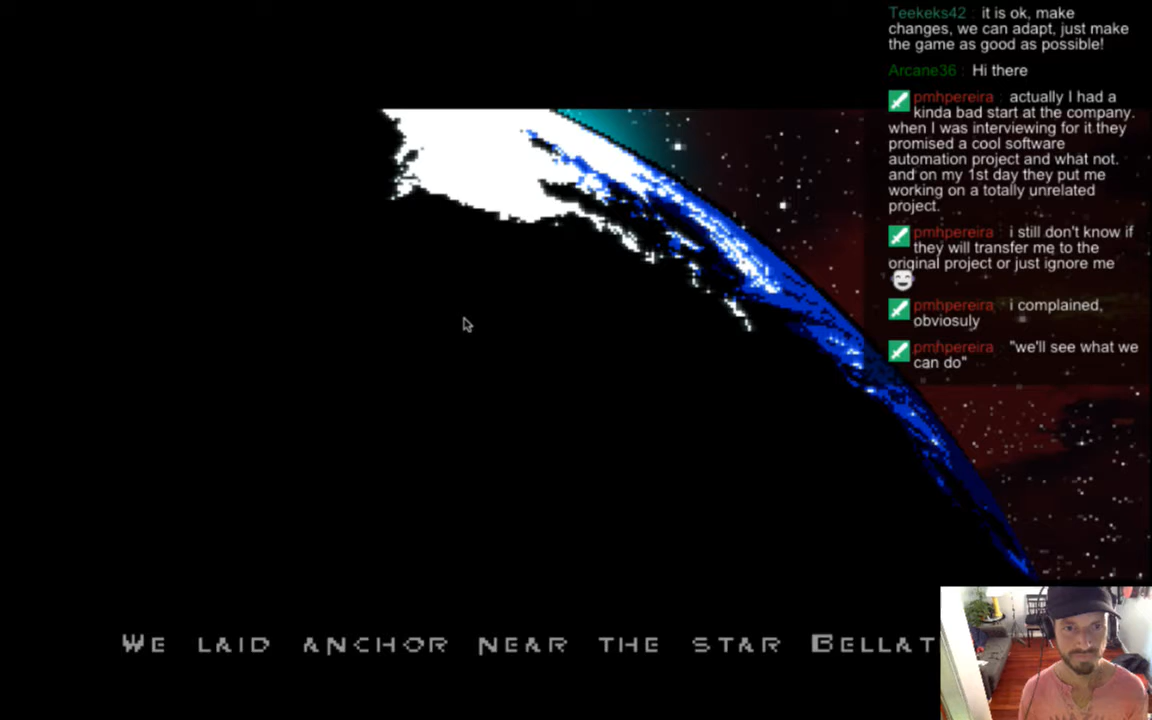 Teekeks42 : it is ok, make
changes, we can adapt, just make
the game as good as possible!
Arcane36 : Hi there
pmhpereira : actually I had a
kinda bad start at the company.
when I was interviewing for it they
promised a cool software
automation project and what not.
and on my 1st day they put me
working on a totally unrelated
project.
pmhpereira : i still don't know if
they will transfer me to the
original project or just ignore me
pmhpereira : i complained,
obviosuly
pmhpereira : "we'll see what we
can do"
We laid anchor near the star Bellat